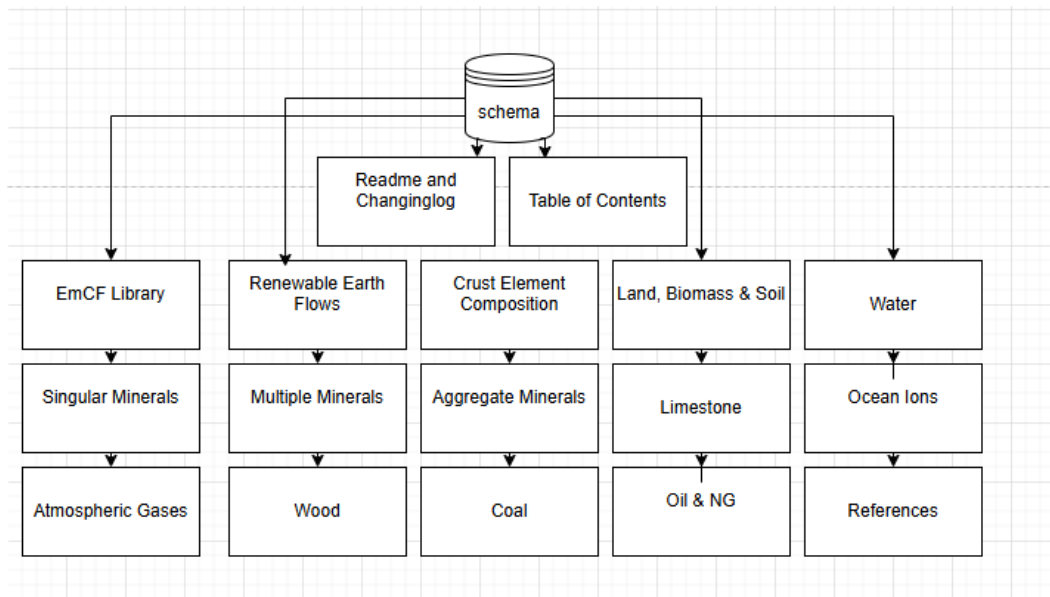 schema
Readme and
Changinglog
Table of Contents
EmCF Library
Renewable Earth
Flows
Crust Element
Composition
Land, Biomass & Soil
Water
Singular Minerals
Multiple Minerals
Aggregate Minerals
Limestone
Ocean Ions
Atmospheric Gases
Wood
Coal
Oil & NG
References